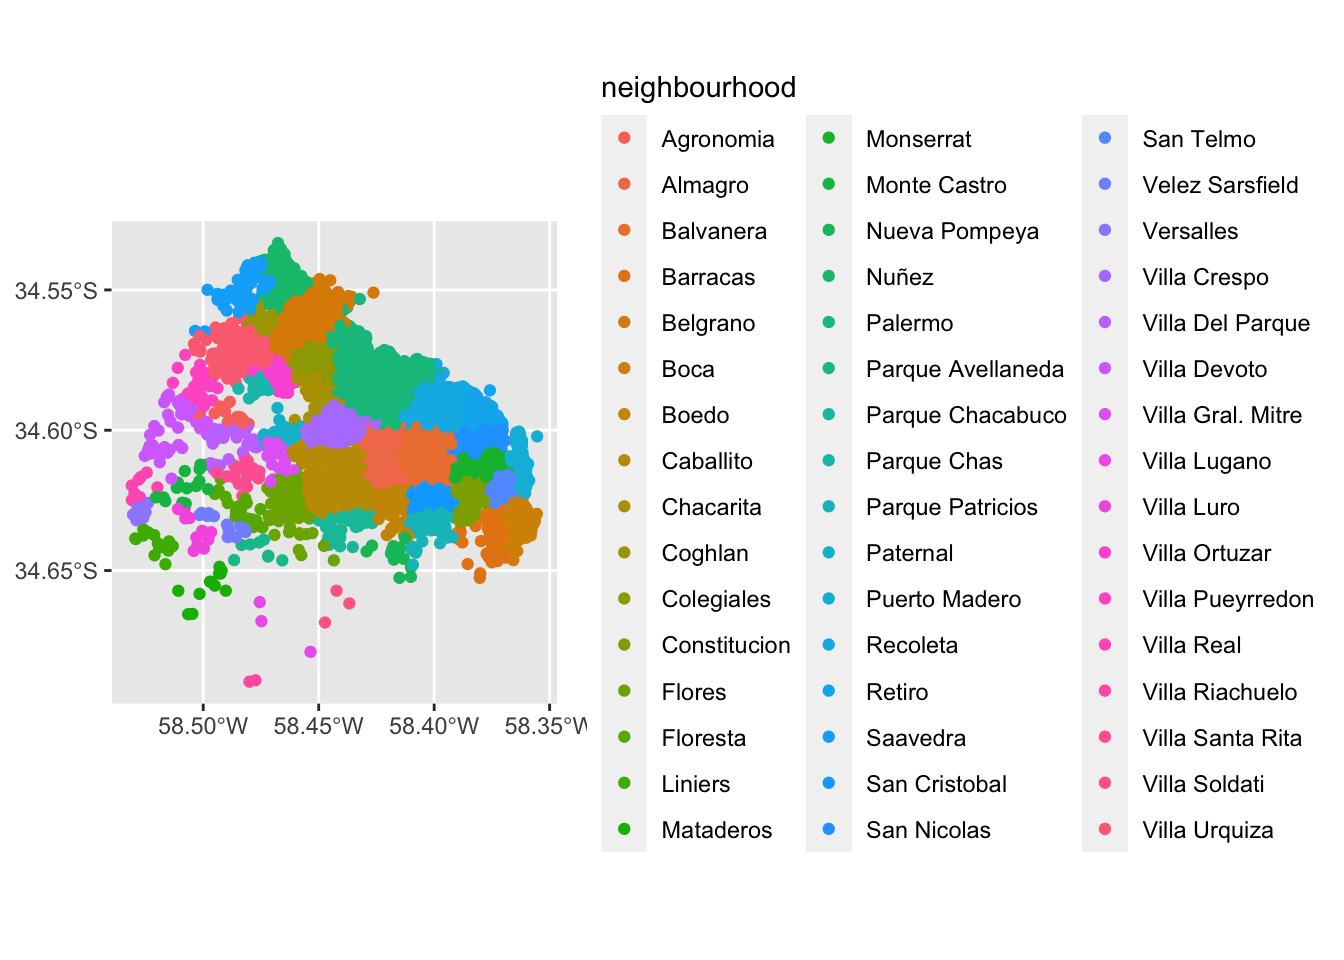 neighbourhood
Agronomia
Almagro
Balvanera
Barracas
Belgrano
Boca
Boedo
Caballito
Chacarita
Coghlan
Colegiales
Constitucion
Flores
Floresta
Liniers
Mataderos
Monserrat
Monte Castro
Nueva Pompeya
Nuñez
Palermo
Parque Avellaneda
Parque Chacabuco
Parque Chas
Parque Patricios
Paternal
Puerto Madero
Recoleta
Retiro
Saavedra
San Cristobal
San Nicolas
San Telmo
Velez Sarsfield
Versalles
Villa Crespo
Villa Del Parque
Villa Devoto
Villa Gral. Mitre
Villa Lugano
Villa Luro
Villa Ortuzar
Villa Pueyrredon
Villa Real
Villa Riachuelo
Villa Santa Rita
Villa Soldati
Villa Urquiza
34.55°S
34.60°S
34.65°S
58.50°W 58.45°W 58.40°W 58.35°W